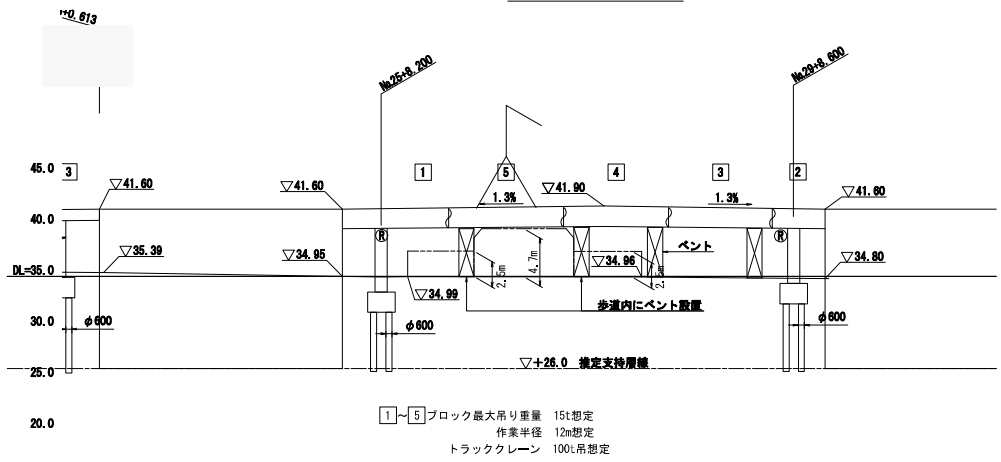 +0.613
№25+8.200
№29+8.600
45.0
3
1
5
4
3
2
▽41.60
▽41.60
1.3%
▽41.90
1.3%
▽41.60
40.0
R
R
ベント
▽35.39
▽34.95
4.7m
▽34.96
▽34.80
DL=35.0
2.5m
2.5m
▽34.99
歩道内にベント設置
30.0
φ600
φ600
φ600
▽+26.0 推定支持層線
25.0
1～5ブロック最大吊り重量 15t想定
20.0
作業半径 12m想定
トラッククレーン 100t吊想定